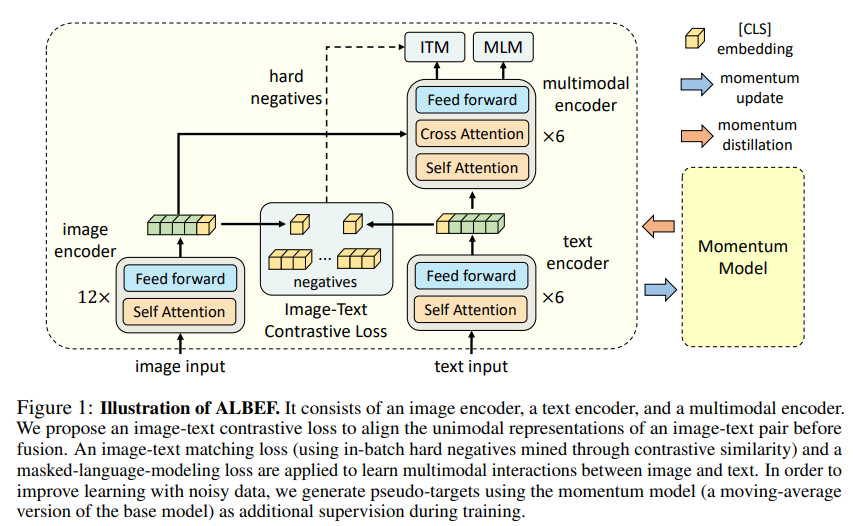 ITM
MLM
[CLS]
embedding
hard
negatives
multimodal
encoder
Feed forward
Cross Attention
Self Attention
×6
momentum
update
momentum
distillation
image
encoder
Feed forward
Self Attention
12×
...
negatives
Image-Text
Contrastive Loss
text
encoder
Feed forward
Self Attention
×6
Momentum
Model
image input
text input
Figure 1: Illustration of ALBEF. It consists of an image encoder, a text encoder, and a multimodal encoder.
We propose an image-text contrastive loss to align the unimodal representations of an image-text pair before
fusion. An image-text matching loss (using in-batch hard negatives mined through contrastive similarity) and a
masked-language-modeling loss are applied to learn multimodal interactions between image and text. In order to
improve learning with noisy data, we generate pseudo-targets using the momentum model (a moving-average
version of the base model) as additional supervision during training.